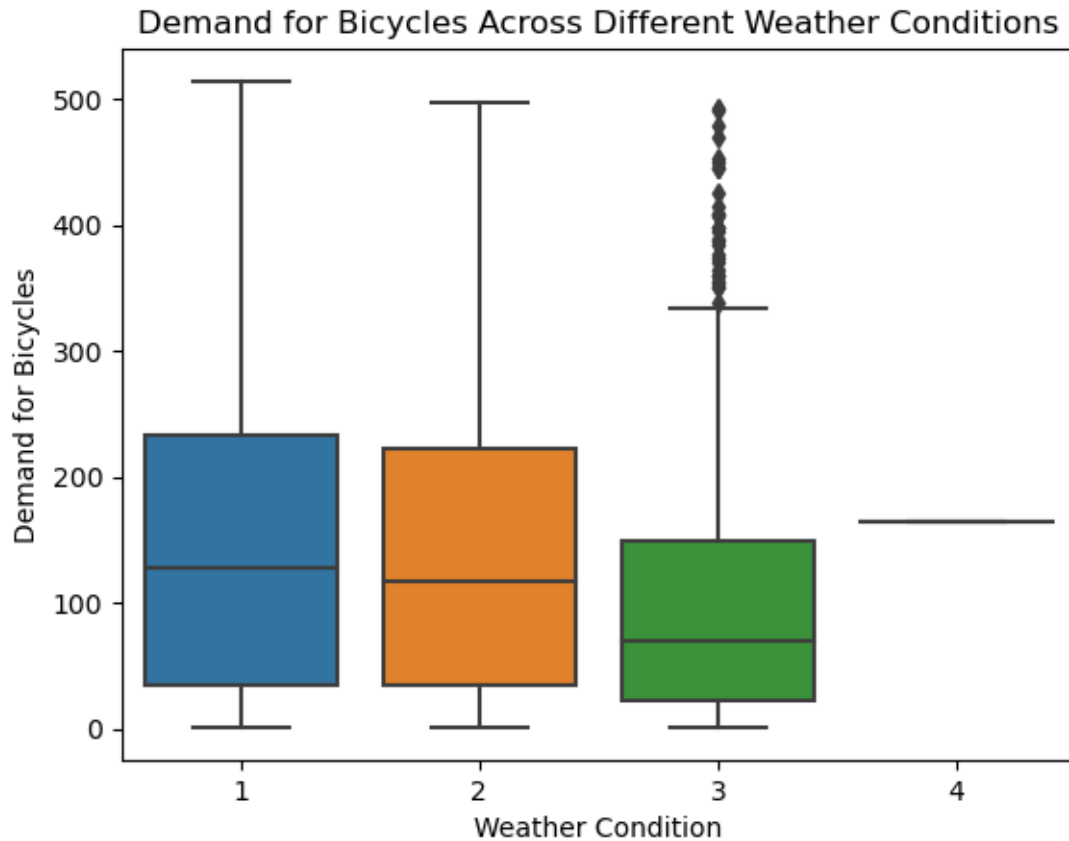 Demand for Bicycles Across Different Weather Conditions
500
400
300
200
100
0
Demand for Bicycles
1 2 3 4
Weather Condition